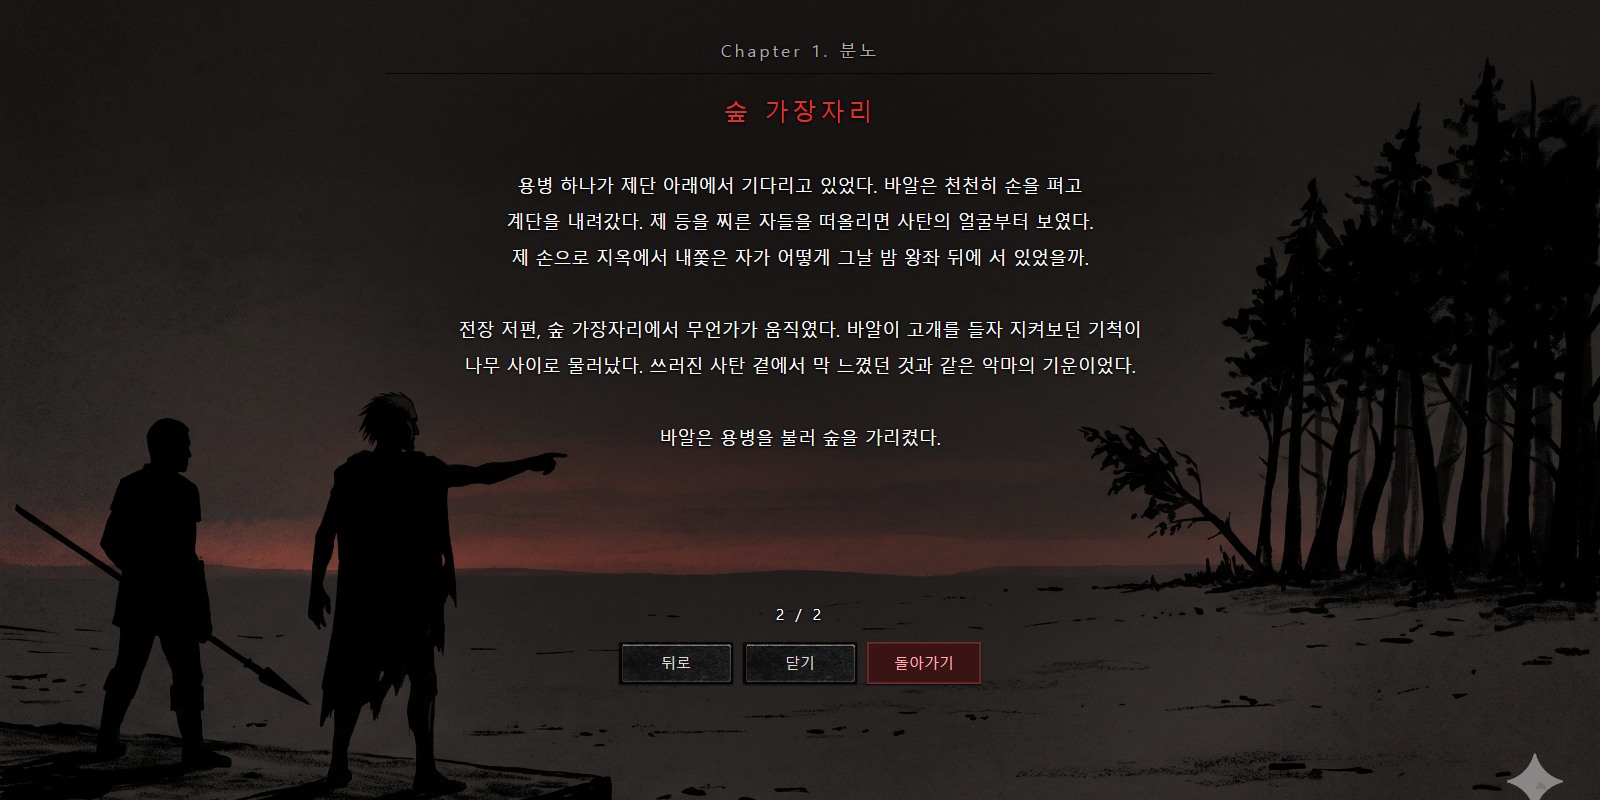 Chapter 1. 분노
숲 가장자리
용병 하나가 제단 아래에서 기다리고 있었다. 바알은 천천히 손을 펴고
계단을 내려갔다. 제 등을 찌른 자들을 떠올리면 사탄의 얼굴부터 보였다.
제 손으로 지옥에서 내쫓은 자가 어떻게 그날 밤 왕좌 뒤에 서 있었을까.
전장 저편, 숲 가장자리에서 무언가가 움직였다. 바알이 고개를 들자 지켜보던 기척이
나무 사이로 물러났다. 쓰러진 사탄 곁에서 막 느꼈던 것과 같은 악마의 기운이었다.
바알은 용병을 불러 숲을 가리켰다.
2 / 2
뒤로
닫기
돌아가기